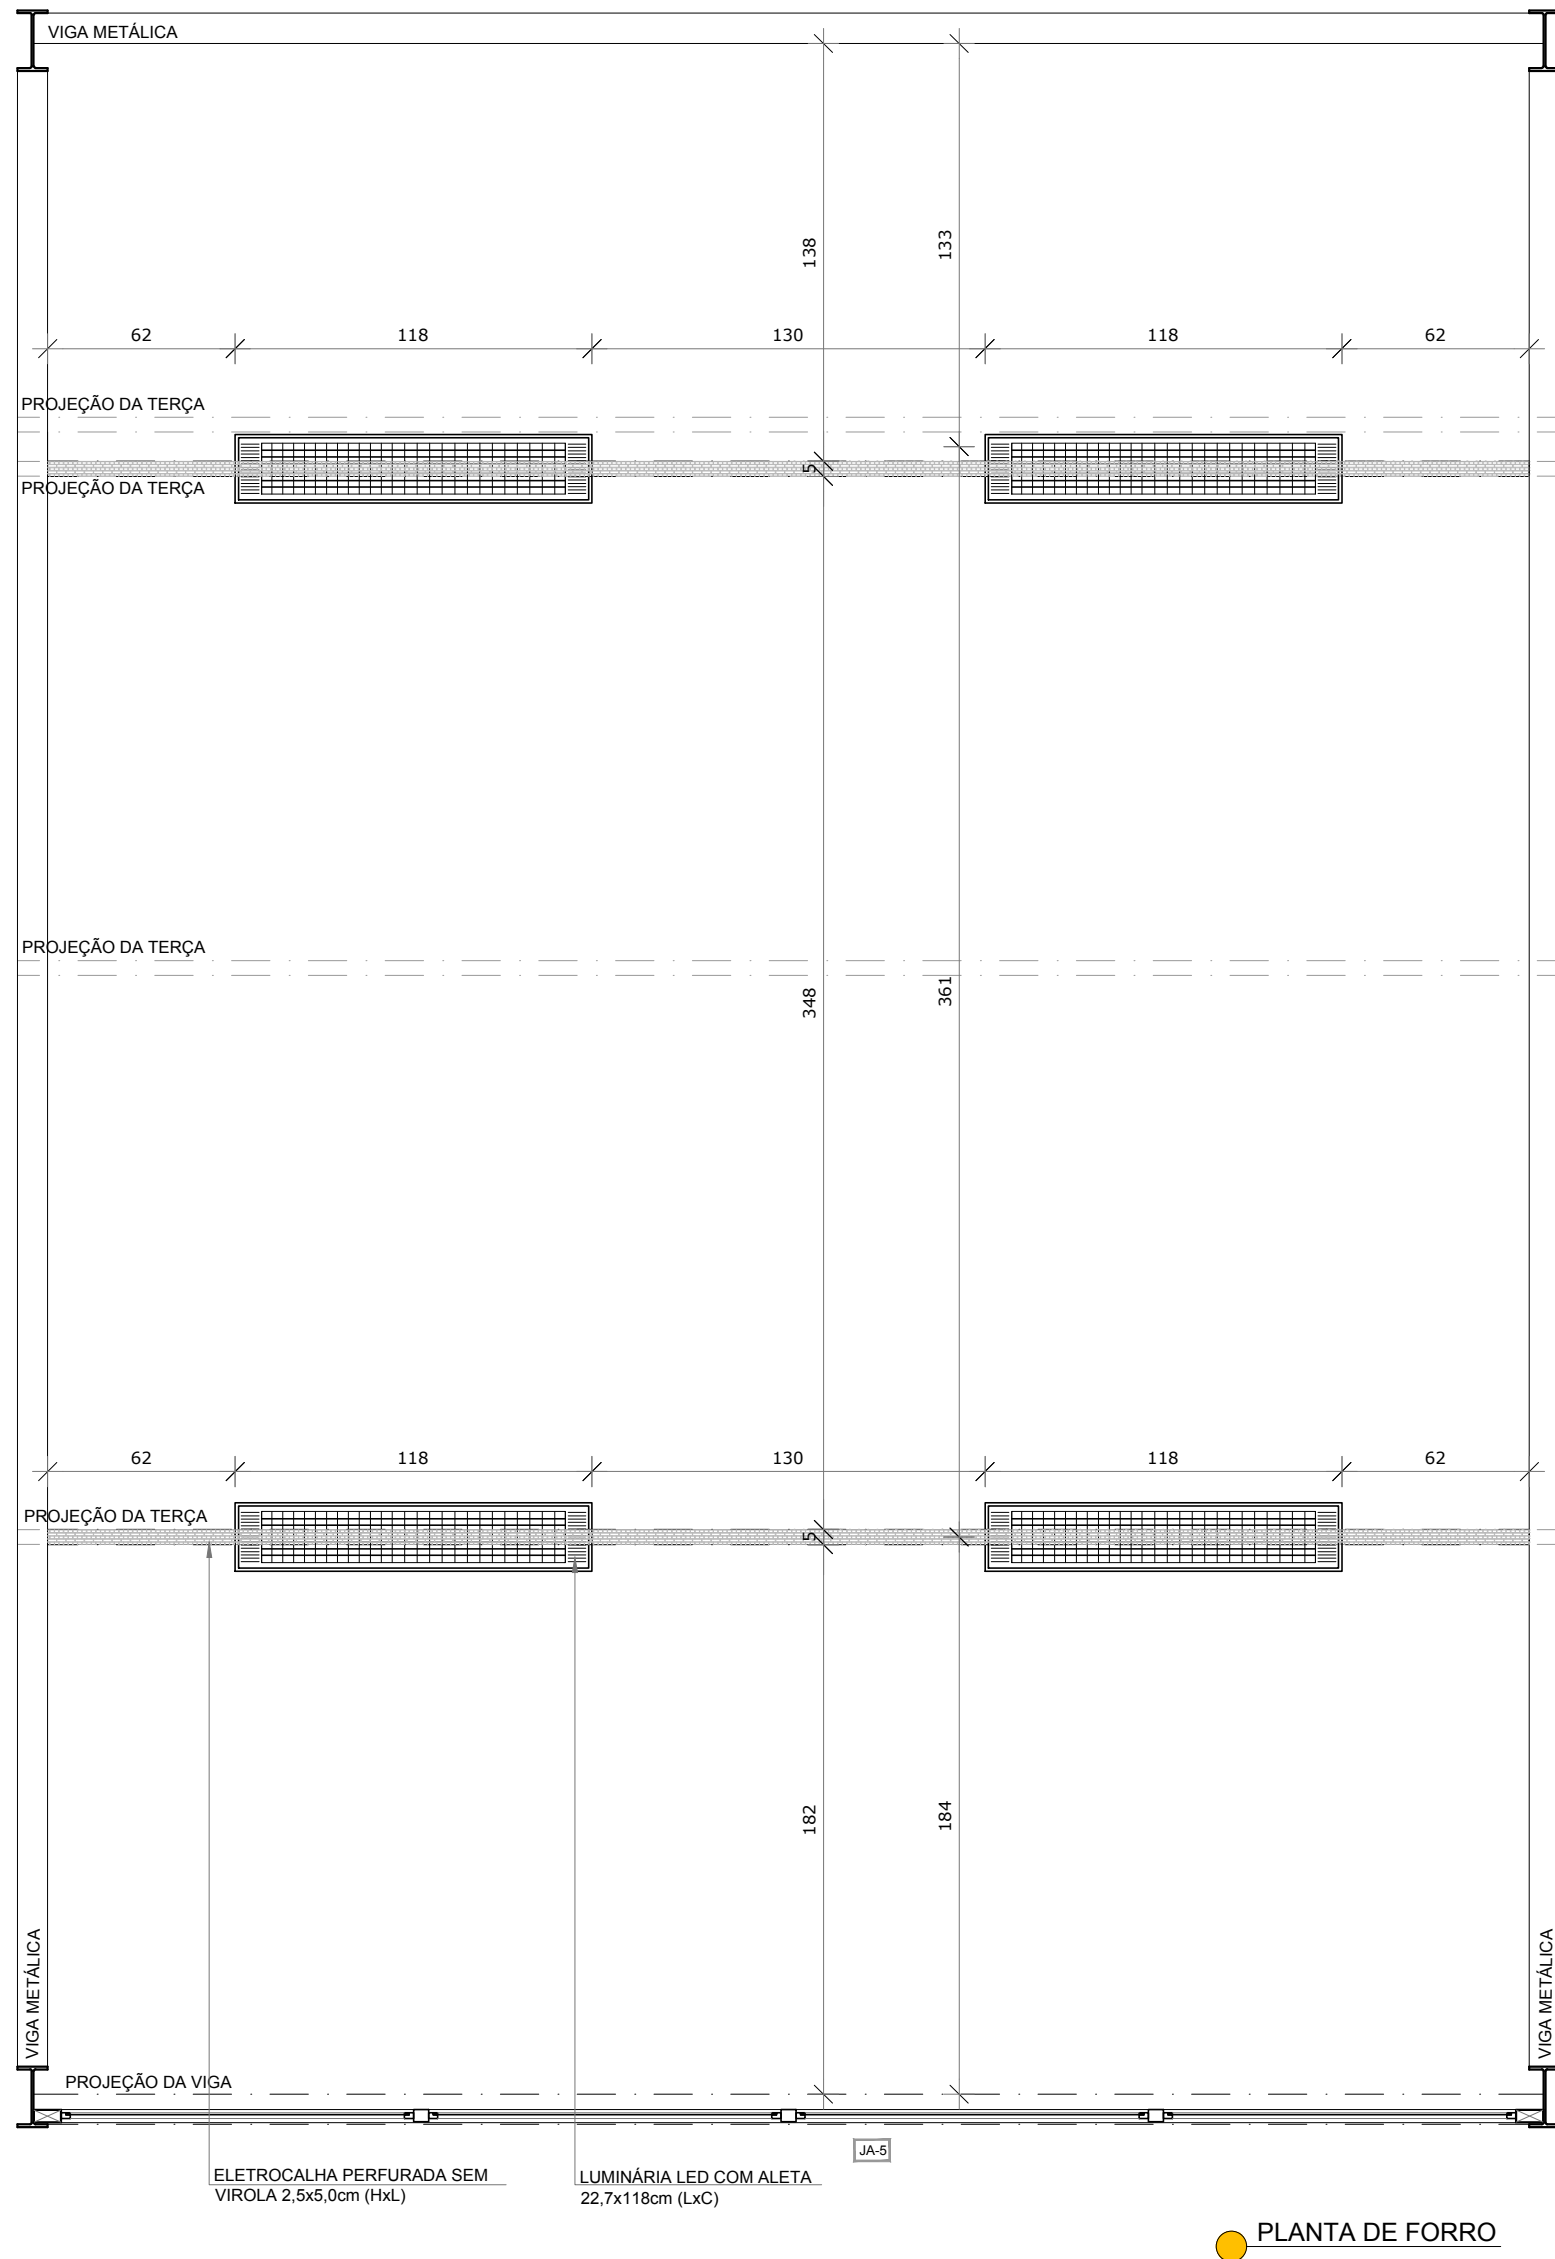 VIGA METÁLICA
138
133
62
118
130
118
62
PROJEÇÃO DA TERÇA
5
PROJEÇÃO DA TERÇA
PROJEÇÃO DA TERÇA
348
361
62
118
130
118
62
PROJEÇÃO DA TERÇA
5
182
184
VIGA METÁLICA
VIGA METÁLICA
PROJEÇÃO DA VIGA
JA-5
ELETROCALHA PERFURADA SEM
VIROLA 2,5x5,0cm (HxL)
LUMINÁRIA LED COM ALETA
22,7x118cm (LxC)
PLANTA DE FORRO